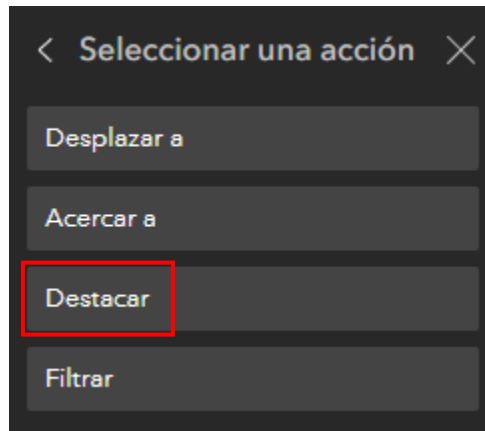 Seleccionar una acción
Desplazar a
Acercar a
Destacar
Filtrar